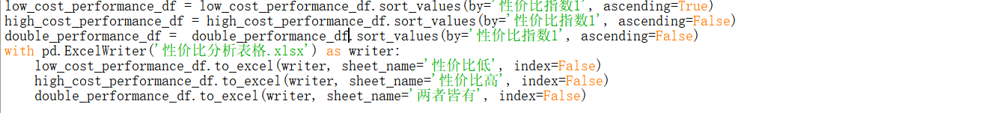 low_cost_performance_df = low_cost_performance_df.sort_values(by='性价比指数1', ascending=True)
high_cost_performance_df = high_cost_performance_df.sort_values(by='性价比指数1', ascending=False)
double_performance_df =  double_performance_df.sort_values(by='性价比指数1', ascending=False)
with pd.ExcelWriter('性价比分析表格.xlsx') as writer:
    low_cost_performance_df.to_excel(writer, sheet_name='性价比低', index=False)
    high_cost_performance_df.to_excel(writer, sheet_name='性价比高', index=False)
    double_performance_df.to_excel(writer, sheet_name='两者皆有', index=False)